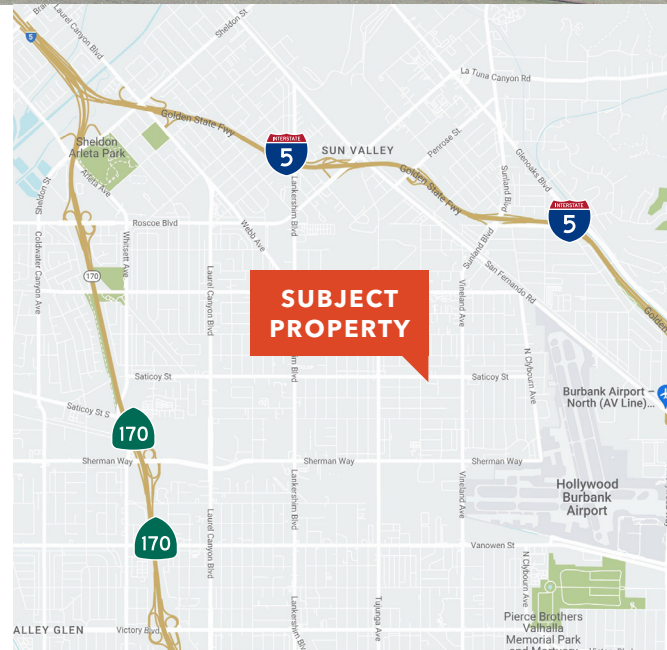 Laurel Canyon Blvd
Sheldon St
5
La Tuna Canyon Rd
Golden State Fwy
INTERSTATE
5
SUN VALLEY
Penrose St.
Sheldon
Arleta Park
Arleta Ave
Sheldon St
Lankershim Blvd
Golden State Fwy
Sunland Blvd
Glenoaks Blvd
INTERSTATE
5
Roscoe Blvd
Webb Ave
Whitsett Ave
Coldwater Canyon Ave
Laurel Canyon Blvd
Sunland Blvd
San Fernando Rd
170
SUBJECT
PROPERTY
Vineland Ave
Golden
N Clybourn Ave
Saticoy St
Saticoy St
Burbank Airport –
North (AV Line)...
Saticoy St S
170
Sherman Way
Sherman Way
Sherman Way
Lankershim Blvd
Vineland Ave
Hollywood
Burbank
Airport
Laurel Canyon Blvd
170
Vanowen St
N Clybourn Ave
Lankershim Blvd
Tujunga Ave
Pierce Brothers
Valhalla
Memorial Park
and Mortuary
ALLEY GLEN
Victory Blvd